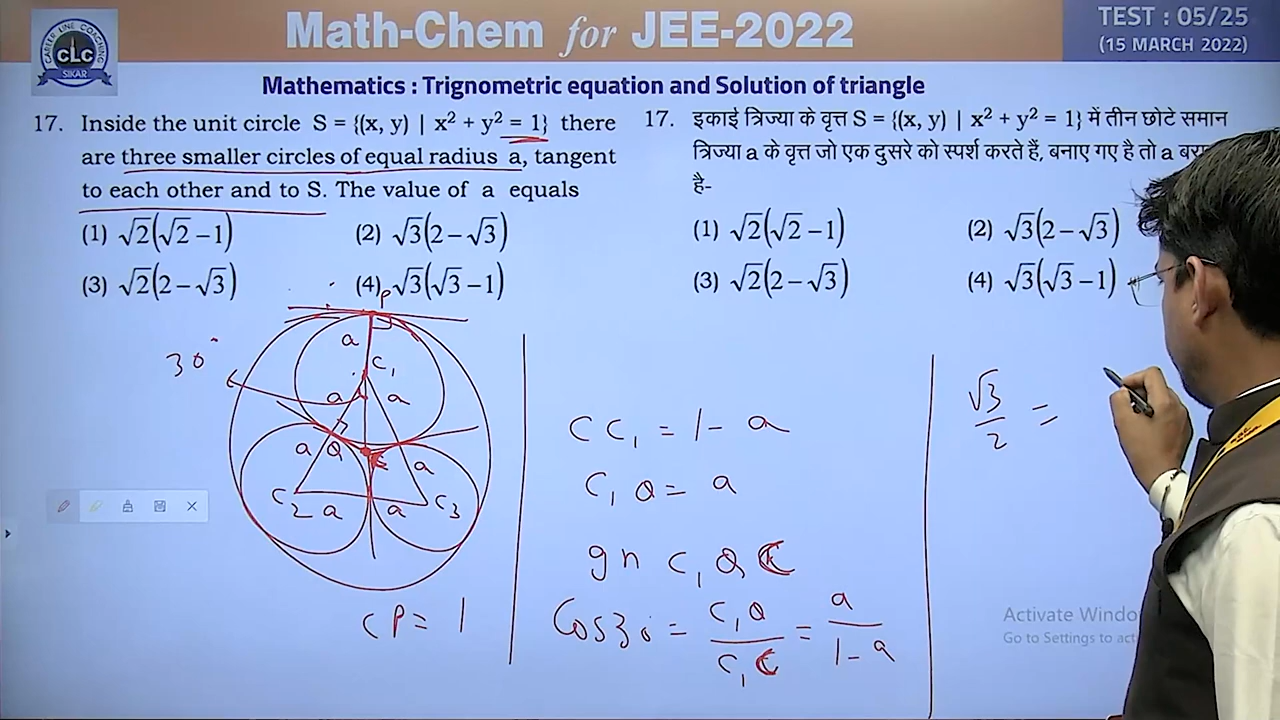 CAREER LINE COACHING
CLC
SIKAR
Math-Chem for JEE-2022
TEST : 05/25
(15 MARCH 2022)
Mathematics : Trignometric equation and Solution of triangle
17. Inside the unit circle S = {(x, y) | x² + y² = 1} there
are three smaller circles of equal radius a, tangent
to each other and to S. The value of a equals
(1) √2(√2 – 1) (2) √3(2 – √3)
(3) √2(2 – √3) (4) √3(√3 – 1)
17. इकाई त्रिज्या के वृत्त S = {(x, y) | x² + y² = 1} में तीन छोटे समान
त्रिज्या a के वृत्त जो एक दुसरे को स्पर्श करते हैं, बनाए गए है तो a
है-
(1) √2(√2 – 1) (2) √3(2 – √3)
(3) √2(2 – √3) (4) √3(√3 – 1)
P
a
30°
C₁
a a
a Q C a
C₂ a a C₃
CP = 1
CC₁ = 1 - a
C₁Q = a
In C₁QC
Cos30 = C₁Q/C₁C = a/1-a
√3/2 =
Activate Windo
Go to Settings to act